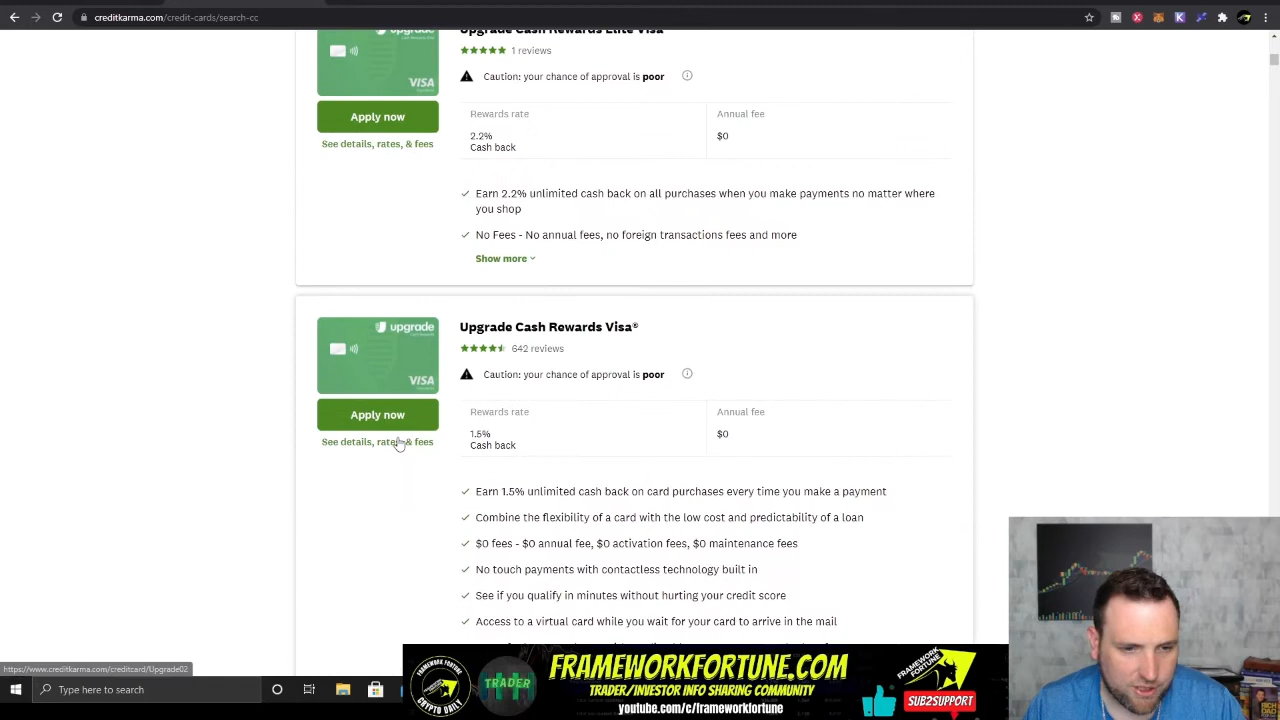 creditkarma.com/credit-cards/search-cc
Upgrade Cash Rewards Elite Visa
upgrade
VISA
1 reviews
Caution: your chance of approval is poor
Apply now
See details, rates, & fees
Rewards rate
Annual fee
2.2%
$0
Cash back
Earn 2.2% unlimited cash back on all purchases when you make payments no matter where
you shop
No Fees - No annual fees, no foreign transactions fees and more
Show more
upgrade
VISA
Upgrade Cash Rewards Visa®
642 reviews
Caution: your chance of approval is poor
Apply now
See details, rates & fees
Rewards rate
Annual fee
1.5%
$0
Cash back
Earn 1.5% unlimited cash back on card purchases every time you make a payment
Combine the flexibility of a card with the low cost and predictability of a loan
$0 fees - $0 annual fee, $0 activation fees, $0 maintenance fees
No touch payments with contactless technology built in
See if you qualify in minutes without hurting your credit score
Access to a virtual card while you wait for your card to arrive in the mail
https://www.creditkarma.com/creditcard/Upgrade02
Type here to search
FRAMEWORK FORTUNE
CRYPTO DAILY
TRADER
FRAMEWORKFORTUNE.COM
TRADER/INVESTOR INFO SHARING COMMUNITY
youtube.com/c/frameworkfortune
FRAMEWORK FORTUNE
SUB2SUPPORT
RICH DAD